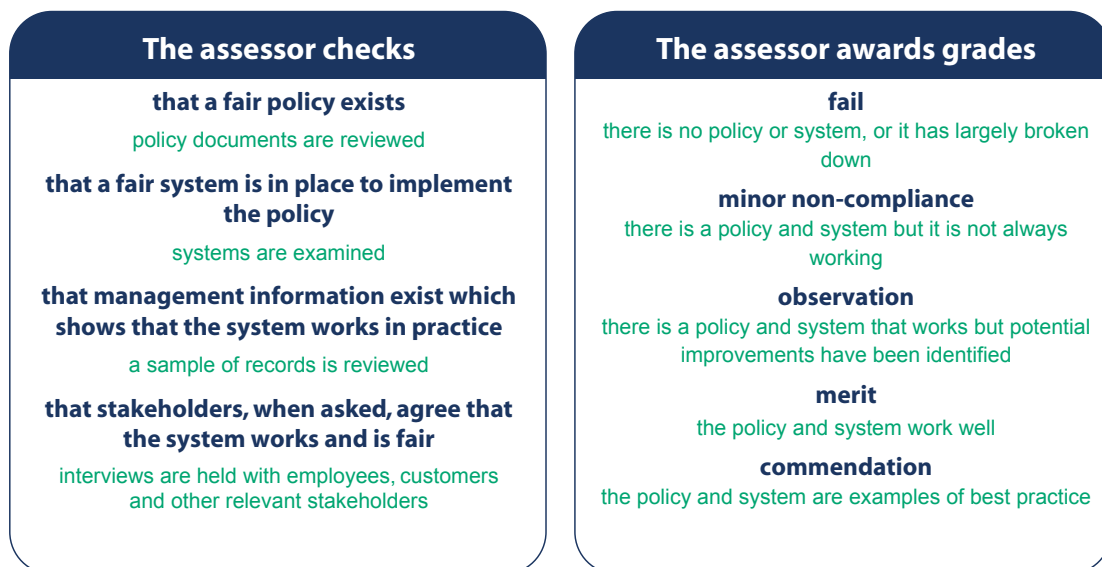 The assessor checks
that a fair policy exists
policy documents are reviewed
that a fair system is in place to implement
the policy
systems are examined
that management information exist which
shows that the system works in practice
a sample of records is reviewed
that stakeholders, when asked, agree that
the system works and is fair
interviews are held with employees, customers
and other relevant stakeholders
The assessor awards grades
fail
there is no policy or system, or it has largely broken
down
minor non-compliance
there is a policy and system but it is not always
working
observation
there is a policy and system that works but potential
improvements have been identified
merit
the policy and system work well
commendation
the policy and system are examples of best practice